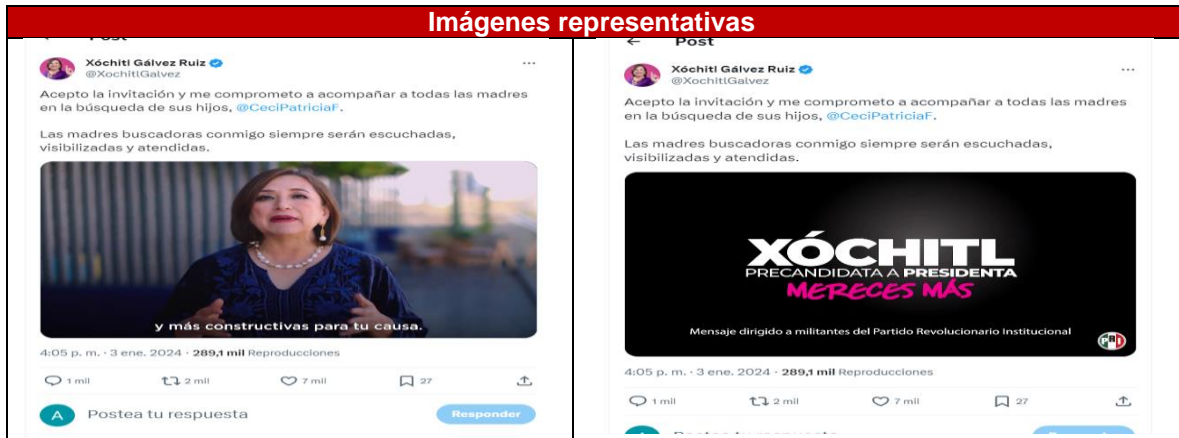 Imágenes representativas
← Post
Xóchitl Gálvez Ruiz
@XochitlGalvez
Acepto la invitación y me comprometo a acompañar a todas las madres
en la búsqueda de sus hijos, @CeciPatriciaF.
Las madres buscadoras conmigo siempre serán escuchadas,
visibilizadas y atendidas.
y más constructivas para tu causa.
4:05 p. m. · 3 ene. 2024 · 289,1 mil Reproducciones
1 mil 2 mil 7 mil 27
A Postea tu respuesta Responder
← Post
Xóchitl Gálvez Ruiz
@XochitlGalvez
Acepto la invitación y me comprometo a acompañar a todas las madres
en la búsqueda de sus hijos, @CeciPatriciaF.
Las madres buscadoras conmigo siempre serán escuchadas,
visibilizadas y atendidas.
XÓCHITL
PRECANDIDATA A PRESIDENTA
MERECES MÁS
Mensaje dirigido a militantes del Partido Revolucionario Institucional
PRI
4:05 p. m. · 3 ene. 2024 · 289,1 mil Reproducciones
1 mil 2 mil 7 mil 27